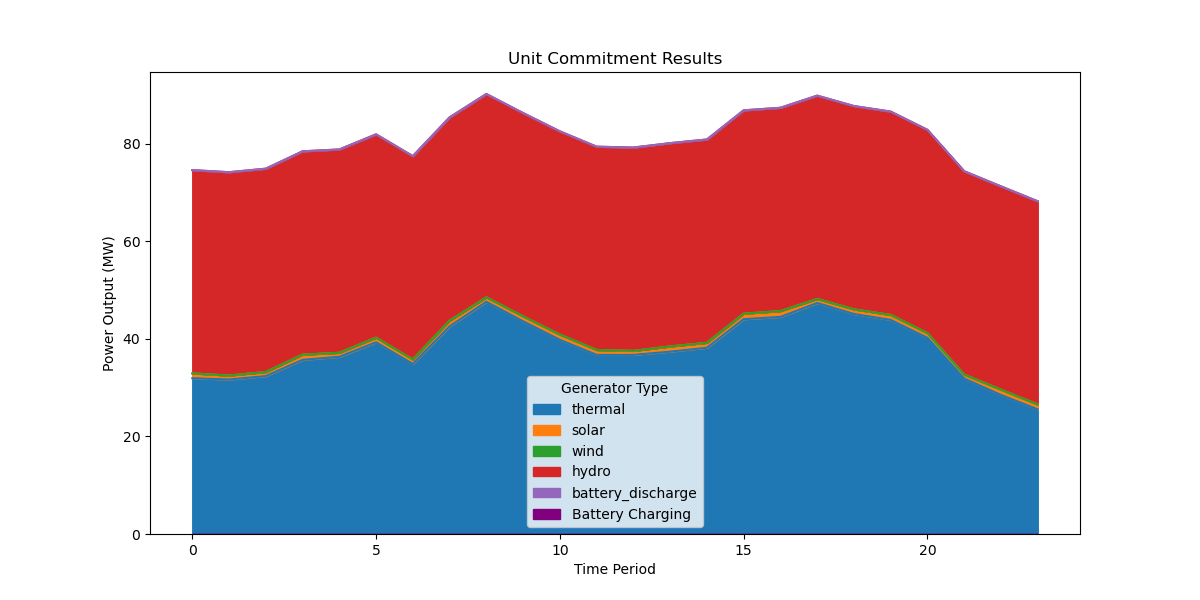 Unit Commitment Results
Power Output (MW)
80
60
40
20
0
Generator Type
thermal
solar
wind
hydro
battery_discharge
Battery Charging
0 5 10 15 20
Time Period